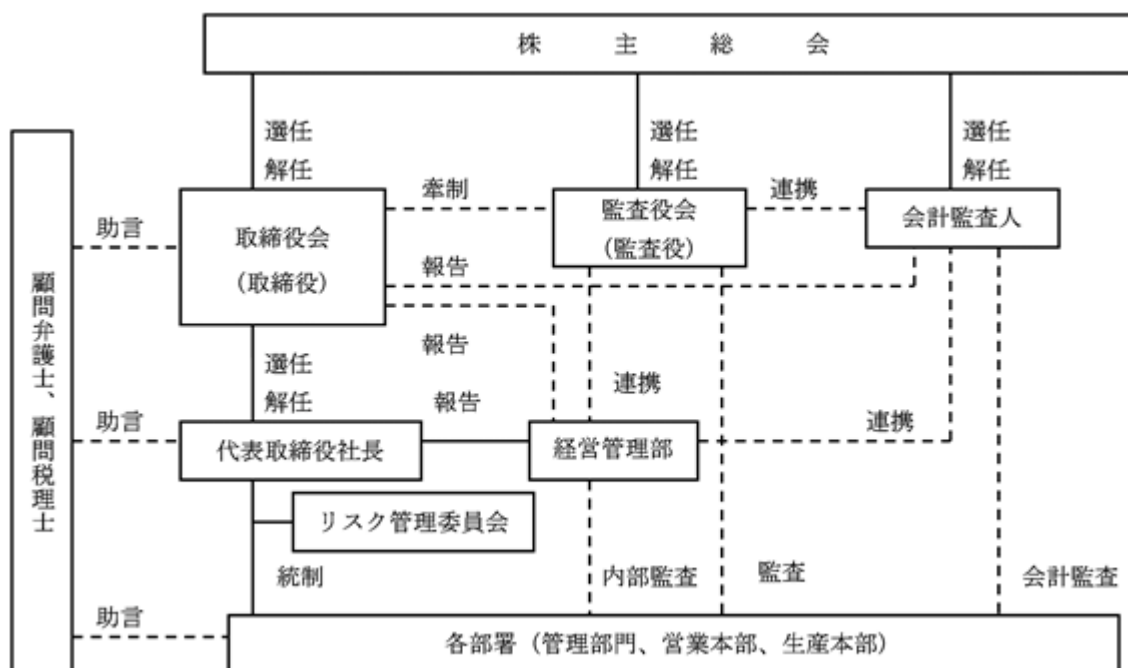 株主総会
選任
解任
選任
解任
選任
解任
牽制
連携
助言
取締役会
(取締役)
監査役会
(監査役)
会計監査人
報告
顧問弁護士、顧問税理士
報告
選任
解任
連携
助言
報告
連携
代表取締役社長
経営管理部
リスク管理委員会
統制
内部監査
監査
会計監査
助言
各部署(管理部門、営業本部、生産本部)